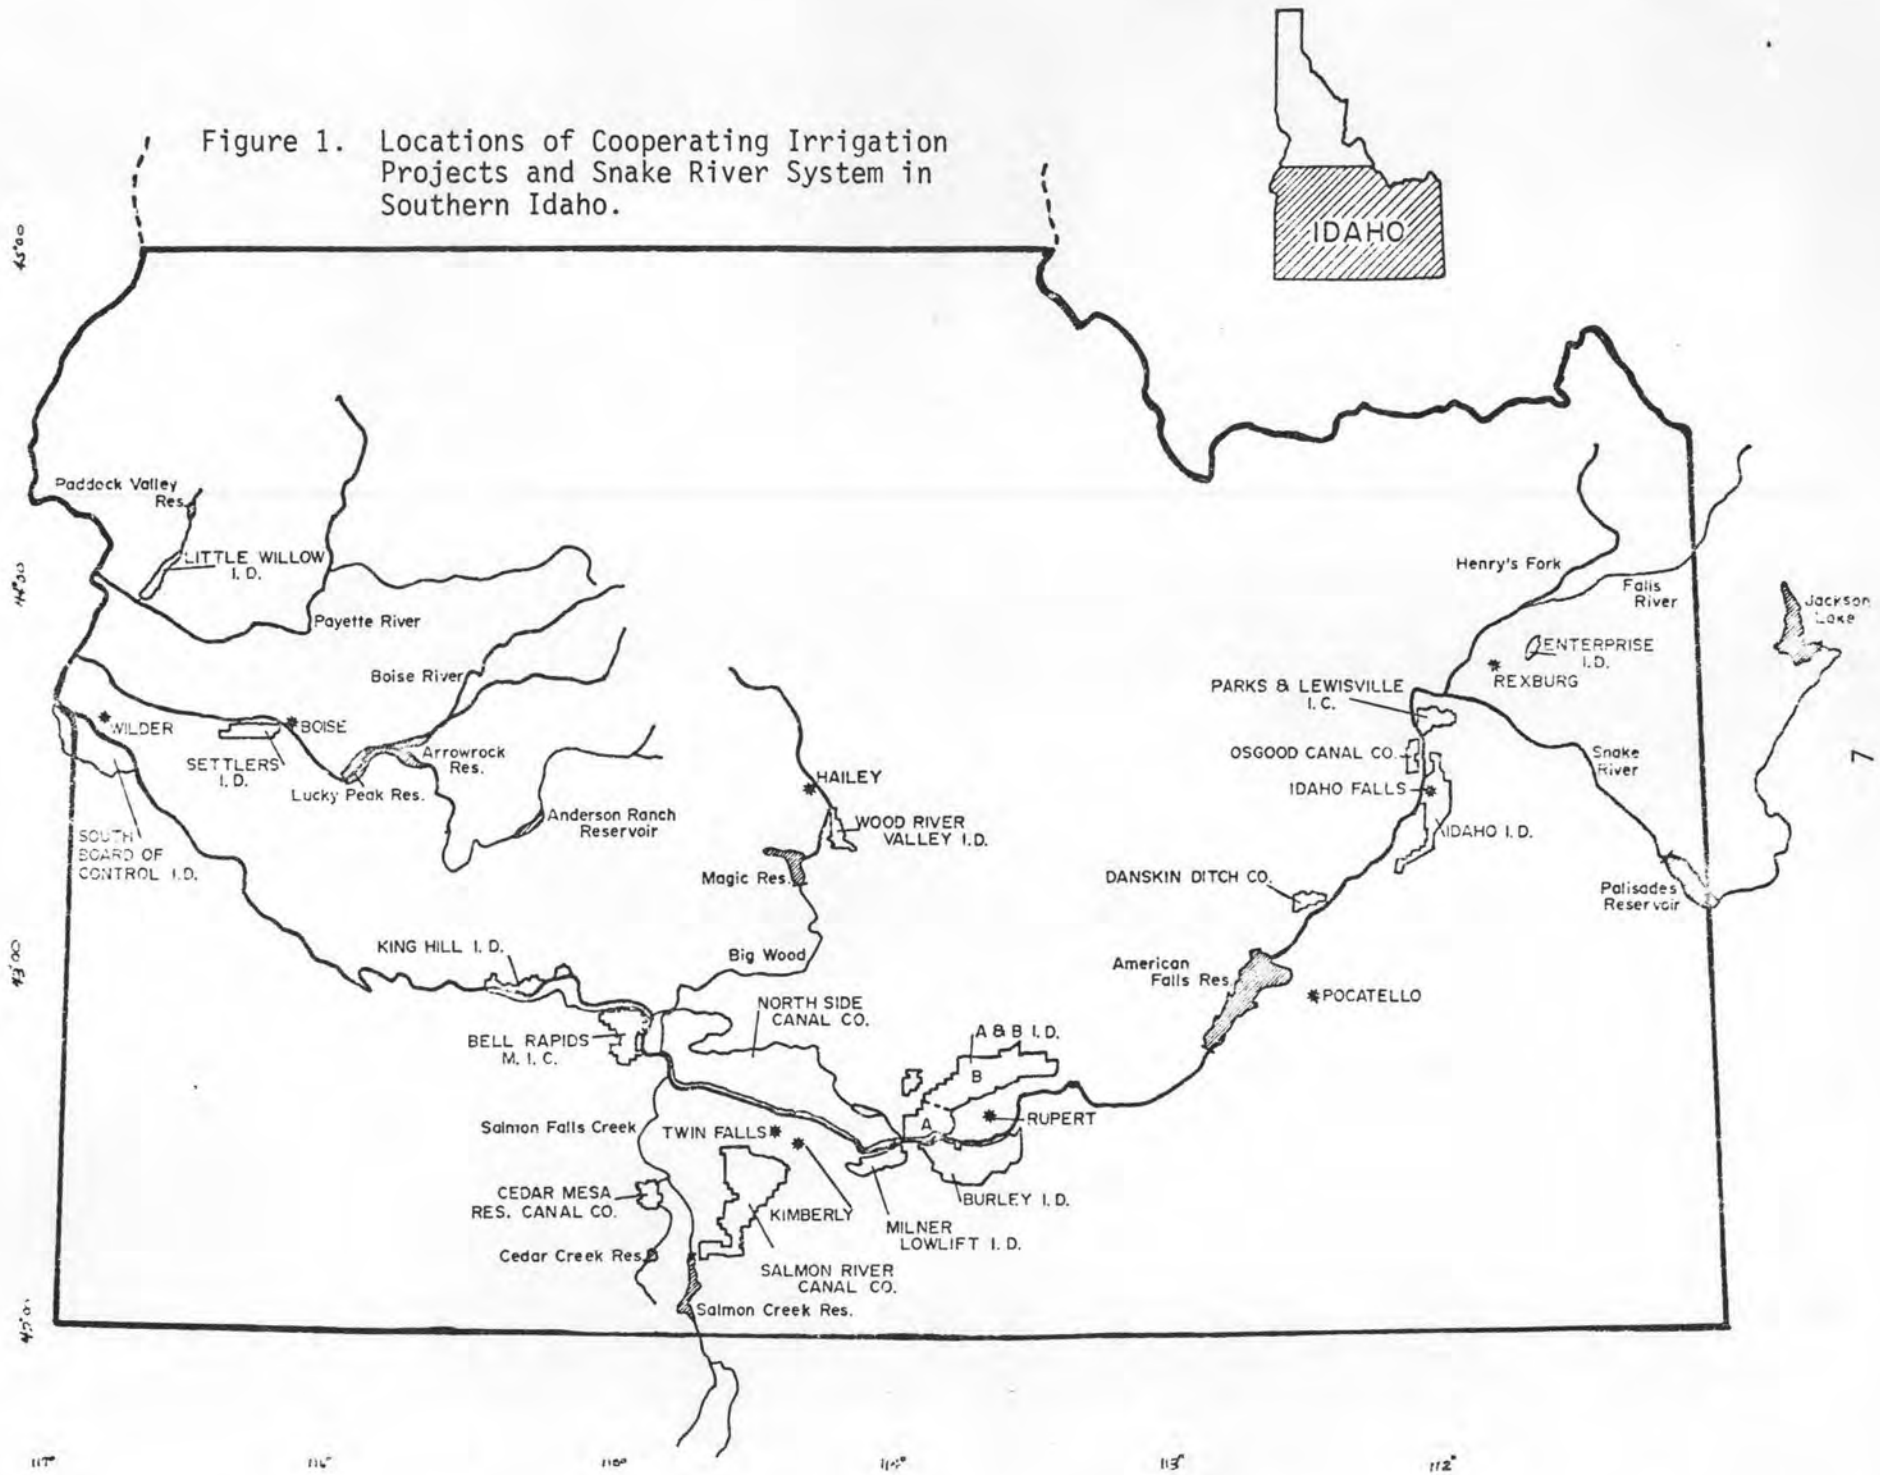 Figure 1. Locations of Cooperating Irrigation
Projects and Snake River System in
Southern Idaho.
IDAHO
45°00
Paddock Valley
Res.
LITTLE WILLOW
I. D.
Payette River
Boise River
WILDER
BOISE
SETTLERS
I. D.
Arrowrock
Res.
Lucky Peak Res.
Anderson Ranch
Reservoir
SOUTH
BOARD OF
CONTROL I.D.
HAILEY
WOOD RIVER
VALLEY I.D.
Magic Res.
Big Wood
KING HILL I. D.
BELL RAPIDS
M. I. C.
NORTH SIDE
CANAL CO.
A & B I. D.
B
A
RUPERT
Salmon Falls Creek
TWIN FALLS
CEDAR MESA
RES. CANAL CO.
KIMBERLY
MILNER
LOWLIFT I. D.
BURLEY I. D.
Cedar Creek Res.
SALMON RIVER
CANAL CO.
Salmon Creek Res.
Henry's Fork
Falls
River
Jackson
Lake
ENTERPRISE
I.D.
REXBURG
PARKS & LEWISVILLE
I. C.
OSGOOD CANAL CO.
IDAHO FALLS
IDAHO I.D.
Snake
River
DANSKIN DITCH CO.
Palisades
Reservoir
American
Falls Res.
POCATELLO
43°00
7
117°
113°
112°